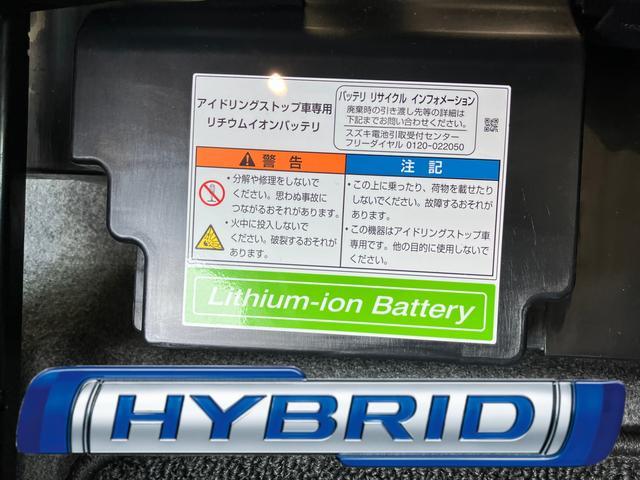 アイドリングストップ車専用
リチウムイオンバッテリ
バッテリ リサイクル インフォメーション
廃棄時の引き渡し先等の詳細は
下記までお問い合わせください。
スズキ電池引取受付センター
フリーダイヤル 0120-022050
警告
・分解や修理をしないで
ください。思わぬ事故に
つながるおそれがあります。
・火中に投入しないで
ください。破裂するおそれが
あります。
注記
・この上に乗ったり、荷物を載せたり
しないでください。故障するおそれが
あります。
・この機器はアイドリングストップ車
専用です。他の目的に使用しないで
ください。
Lithium-ion Battery
HYBRID